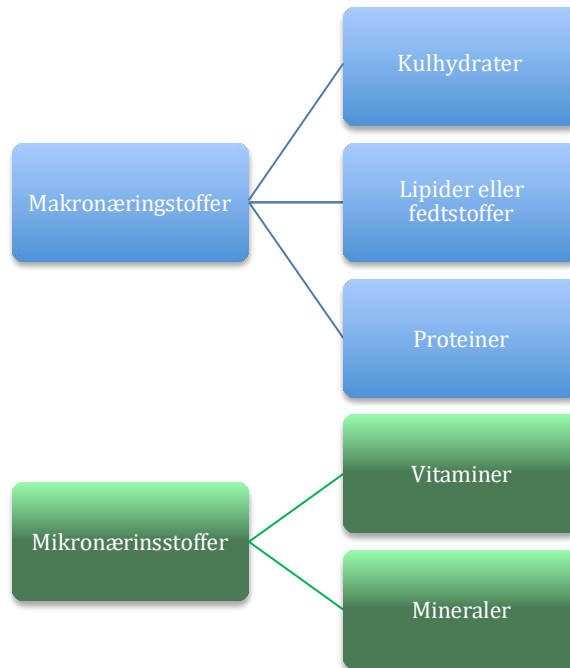 Makronæringstoffer
Kulhydrater
Lipider eller
fedtstoffer
Proteiner
Mikronærinsstoffer
Vitaminer
Mineraler